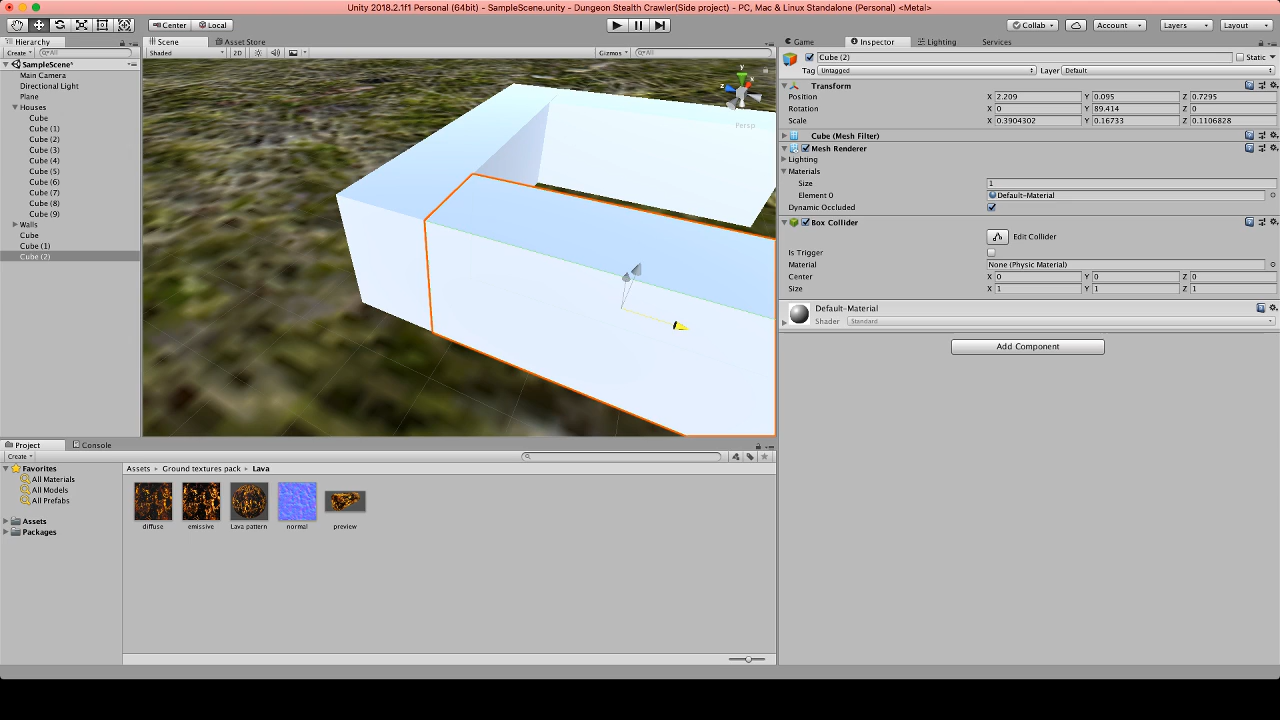 Unity 2018.2.1f1 Personal (64bit) - SampleScene.unity - Dungeon Stealth Crawler(Side project) - PC, Mac & Linux Standalone (Personal) <Metal>
Center Local Collab Account Layers Layout
Hierarchy
Create All
SampleScene*
Main Camera
Directional Light
Plane
Houses
Cube
Cube (1)
Cube (2)
Cube (3)
Cube (4)
Cube (5)
Cube (6)
Cube (7)
Cube (8)
Cube (9)
Walls
Cube
Cube (1)
Cube (2)
Scene Asset Store
Shaded 2D Gizmos All
y
x
z
Persp
Game Inspector Lighting Services
Cube (2) Static
Tag Untagged Layer Default
Transform
Position X 2.209 Y 0.095 Z 0.7295
Rotation X 0 Y 89.414 Z 0
Scale X 0.3904302 Y 0.16733 Z 0.1106828
Cube (Mesh Filter)
Mesh Renderer
Lighting
Materials
Size 1
Element 0 Default-Material
Dynamic Occluded
Box Collider
Edit Collider
Is Trigger
Material None (Physic Material)
Center X 0 Y 0 Z 0
Size X 1 Y 1 Z 1
Default-Material
Shader Standard
Add Component
Project Console
Create
Favorites
All Materials
All Models
All Prefabs
Assets
Packages
Assets Ground textures pack Lava
diffuse emissive Lava pattern normal preview